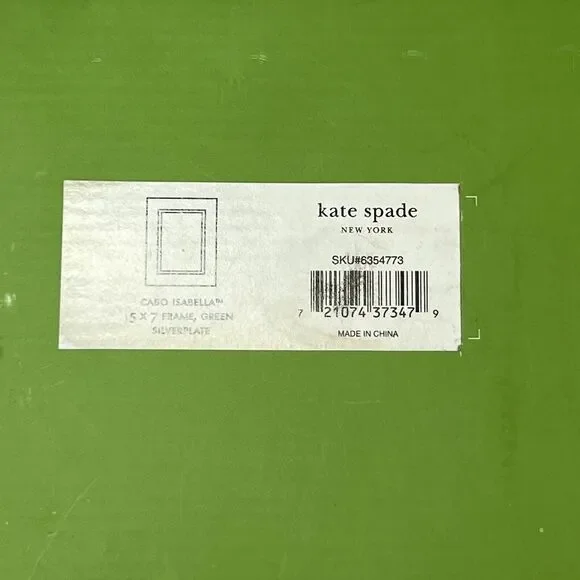 kate spade
NEW YORK
SKU#6354773
7 21074 37347 9
MADE IN CHINA
CABO ISABELLA™
5 X 7 FRAME, GREEN
SILVERPLATE